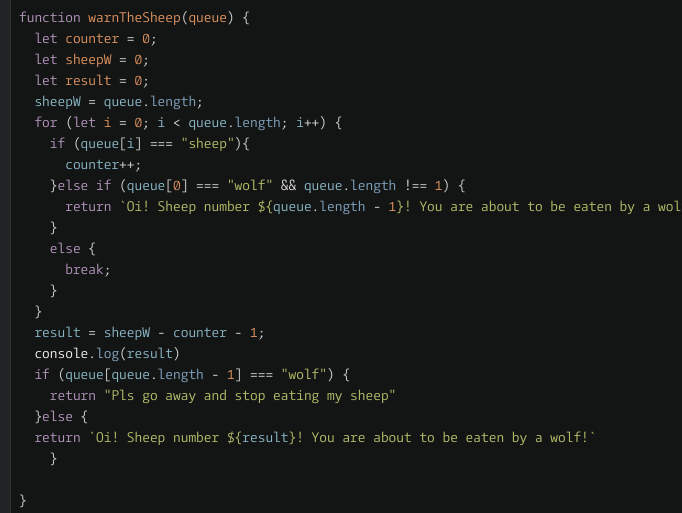 function warnTheSheep(queue) {
  let counter = 0;
  let sheepW = 0;
  let result = 0;
  sheepW = queue.length;
  for (let i = 0; i < queue.length; i++) {
    if (queue[i] === "sheep"){
      counter++;
    }else if (queue[0] === "wolf" && queue.length !== 1) {
      return `Oi! Sheep number ${queue.length - 1}! You are about to be eaten by a wol
    }
    else {
      break;
    }
  }
  result = sheepW - counter - 1;
  console.log(result)
  if (queue[queue.length - 1] === "wolf") {
    return "Pls go away and stop eating my sheep"
  }else {
  return `Oi! Sheep number ${result}! You are about to be eaten by a wolf!`
    }
}